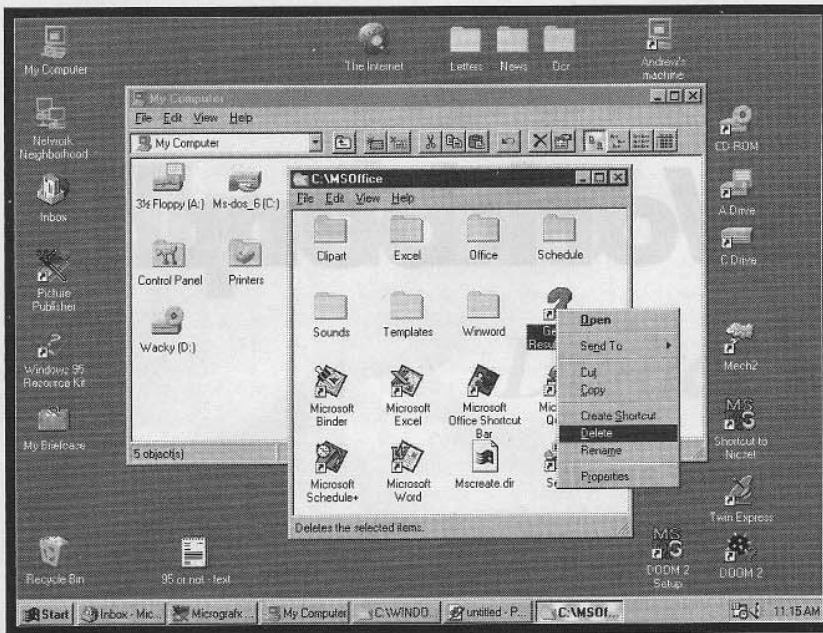 My Computer
The Internet
Letters
News
Dcr
Andrew's
machine
Network
Neighborhood
Inbox
Picture
Publisher
Windows 95
Resource Kit
My Briefcase
Recycle Bin
95 or not - text
CD-ROM
A Drive
C Drive
Mech2
Shortcut to
Twin Express
MS
DOOM 2
Setup
DOOM 2
My Computer
File Edit View Help
My Computer
3½ Floppy (A:) Ms-dos_6 (C:)
Control Panel Printers
Wacky (D:)
5 object(s)
C:\MSOffice
File Edit View Help
Clipart Excel Office Schedule
Sounds Templates Winword
Microsoft
Binder
Microsoft
Excel
Microsoft
Office Shortcut
Bar
Microsoft
Schedule+
Microsoft
Word
Mscreate.dir
Deletes the selected items.
Open
Send To
Cut
Copy
Create Shortcut
Delete
Rename
Properties
Start Inbox - Mic... Micrografx ... My Computer C:\WINDO... untitled - P... C:\MSOf... 11:15 AM